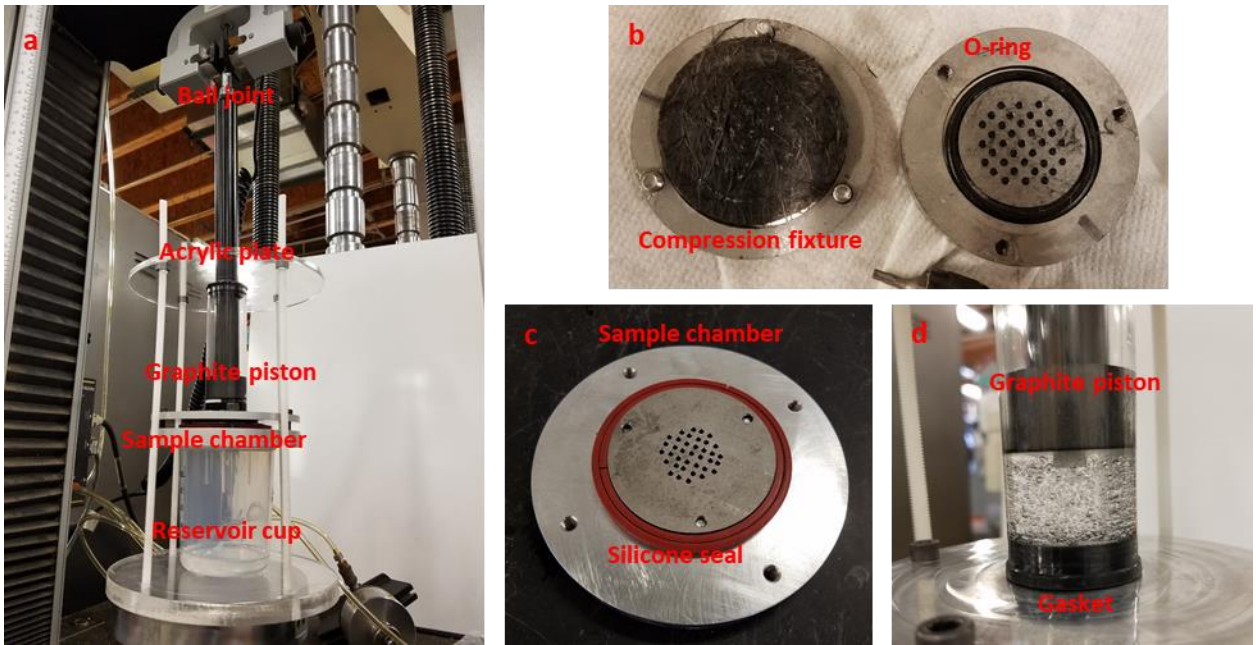 a
Ball joint
Acrylic plate
Graphite piston
Sample chamber
Reservoir cup
b
O-ring
Compression fixture
c
Sample chamber
Silicone seal
d
Graphite piston
Gasket